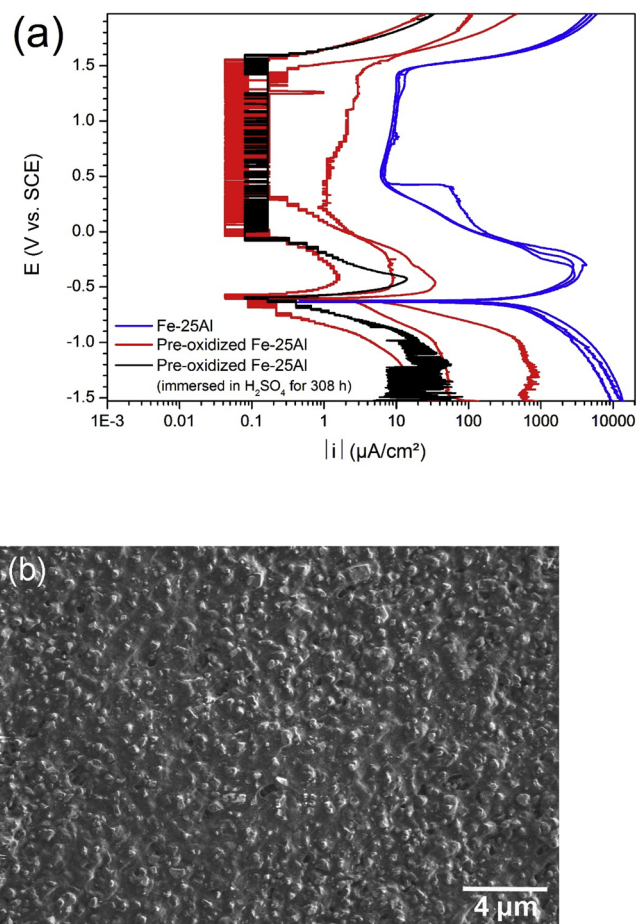 (a)
1.5
1.0
0.5
0.0
-0.5
-1.0
-1.5
E (V vs. SCE)
Fe-25Al
Pre-oxidized Fe-25Al
Pre-oxidized Fe-25Al
(immersed in H₂SO₄ for 308 h)
1E-3 0.01 0.1 1 10 100 1000 10000
|i| (µA/cm²)
(b)
4 µm